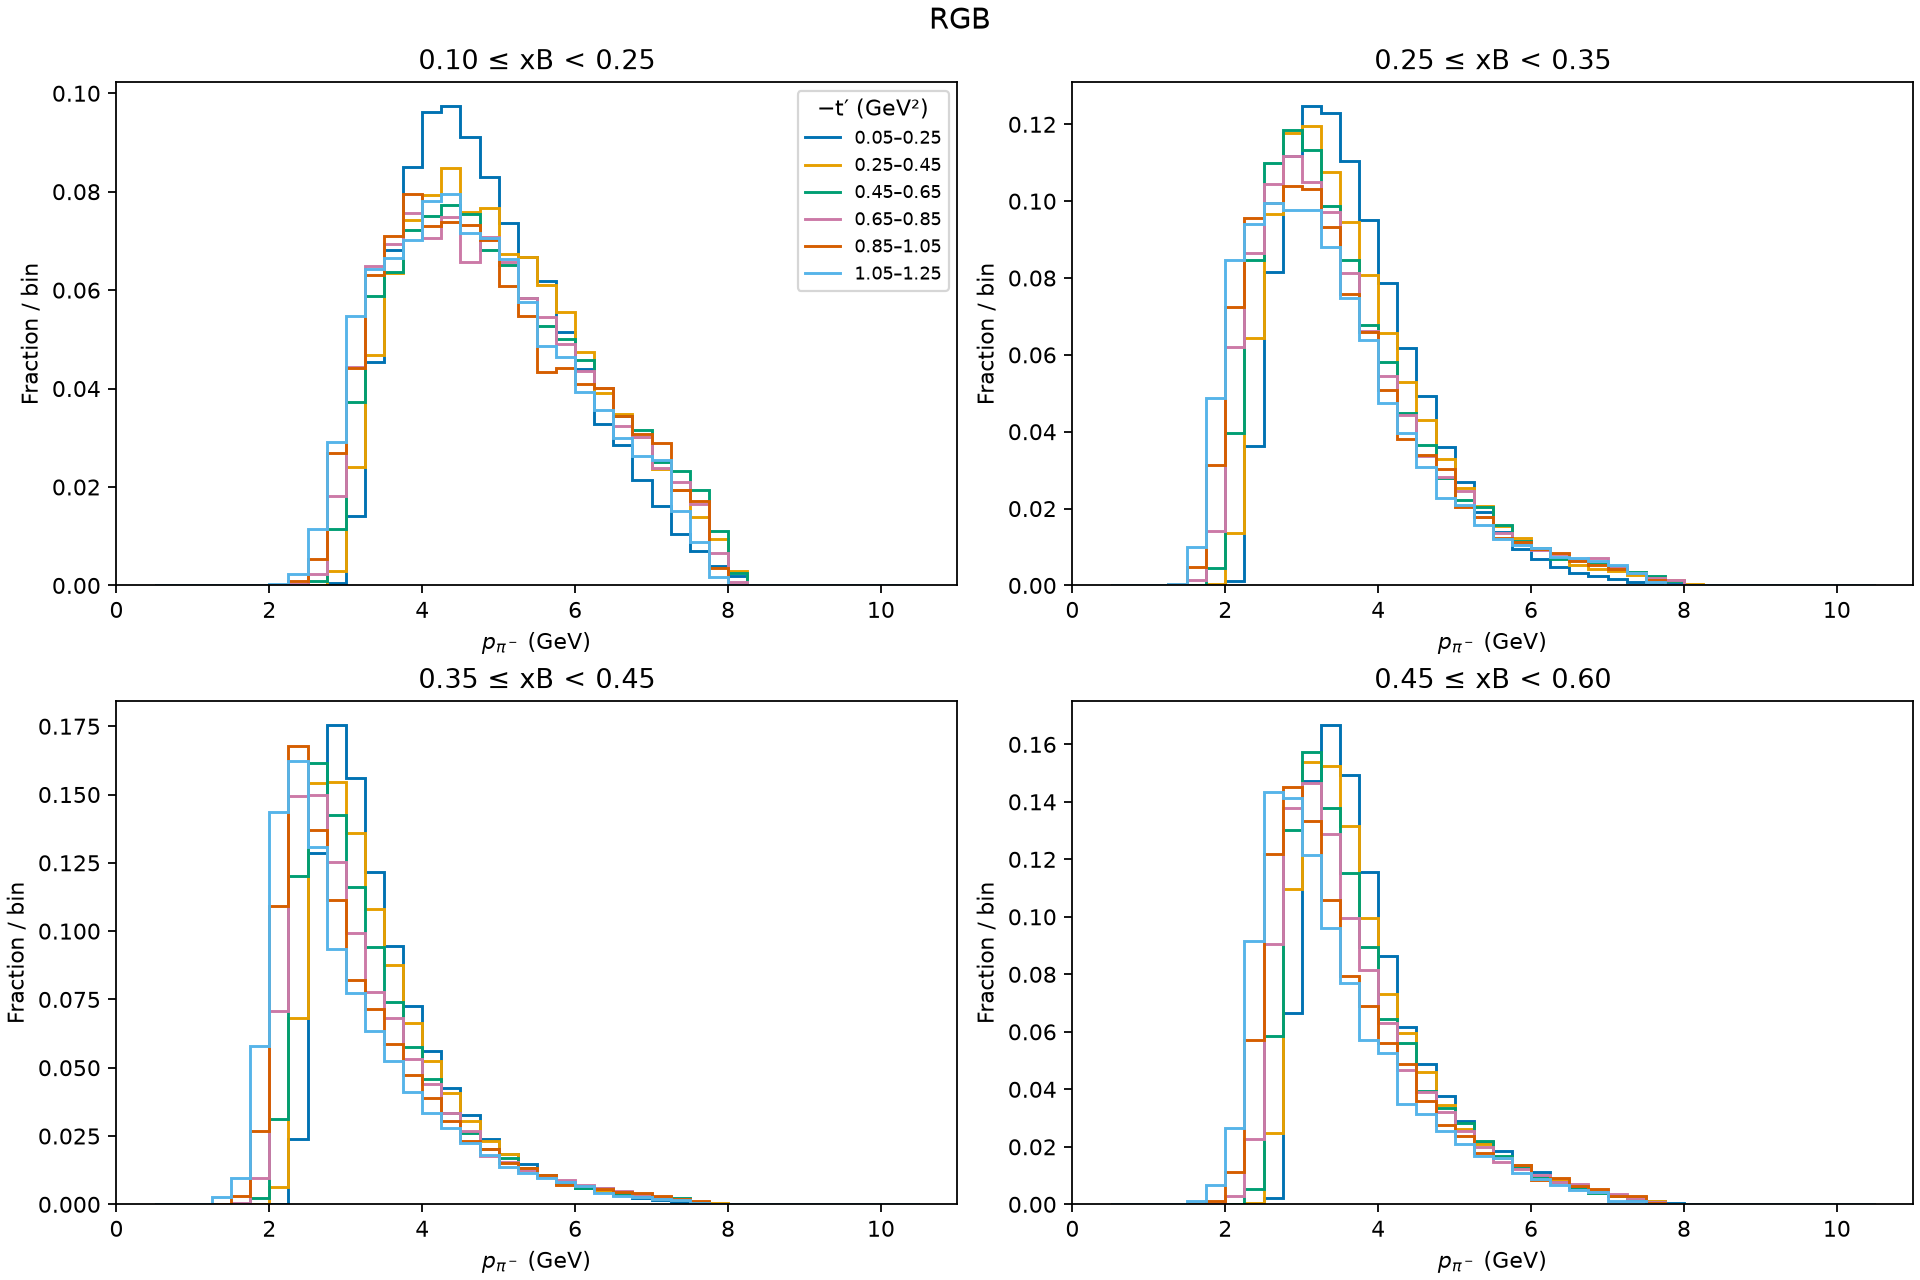 RGB
0.10 ≤ xB < 0.25
0.10
0.08
0.06
0.04
0.02
0.00
Fraction / bin
0 2 4 6 8 10
pπ⁻ (GeV)
−t′ (GeV²)
0.05–0.25
0.25–0.45
0.45–0.65
0.65–0.85
0.85–1.05
1.05–1.25
0.25 ≤ xB < 0.35
0.12
0.10
0.08
0.06
0.04
0.02
0.00
Fraction / bin
0 2 4 6 8 10
pπ⁻ (GeV)
0.35 ≤ xB < 0.45
0.175
0.150
0.125
0.100
0.075
0.050
0.025
0.000
Fraction / bin
0 2 4 6 8 10
pπ⁻ (GeV)
0.45 ≤ xB < 0.60
0.16
0.14
0.12
0.10
0.08
0.06
0.04
0.02
0.00
Fraction / bin
0 2 4 6 8 10
pπ⁻ (GeV)